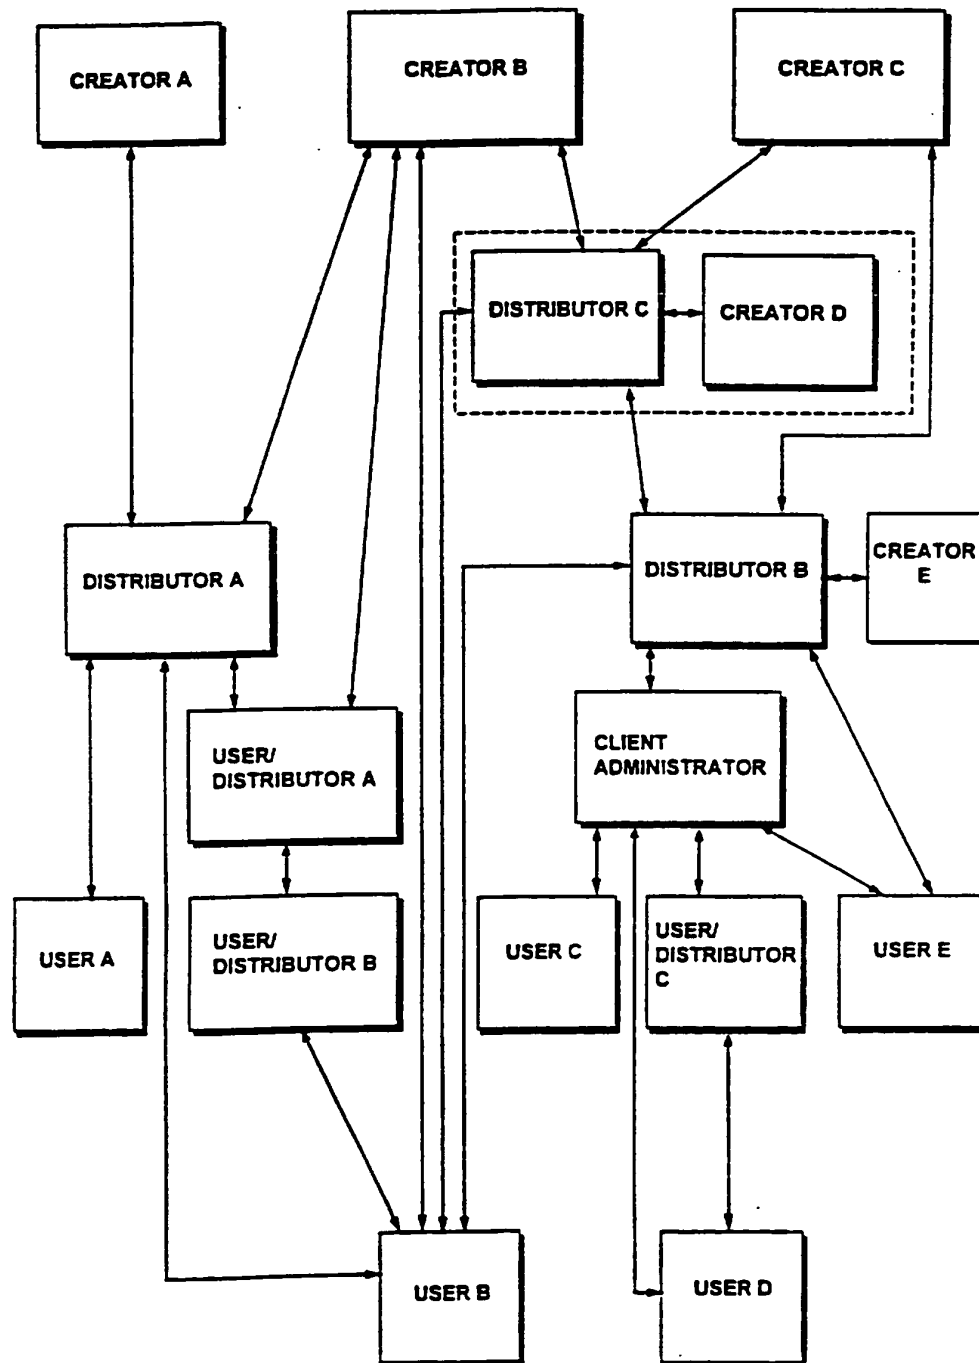 CREATOR A
CREATOR B
CREATOR C
DISTRIBUTOR C
CREATOR D
DISTRIBUTOR A
DISTRIBUTOR B
CREATOR
E
USER/
DISTRIBUTOR A
CLIENT
ADMINISTRATOR
USER A
USER/
DISTRIBUTOR B
USER C
USER/
DISTRIBUTOR
C
USER E
USER B
USER D